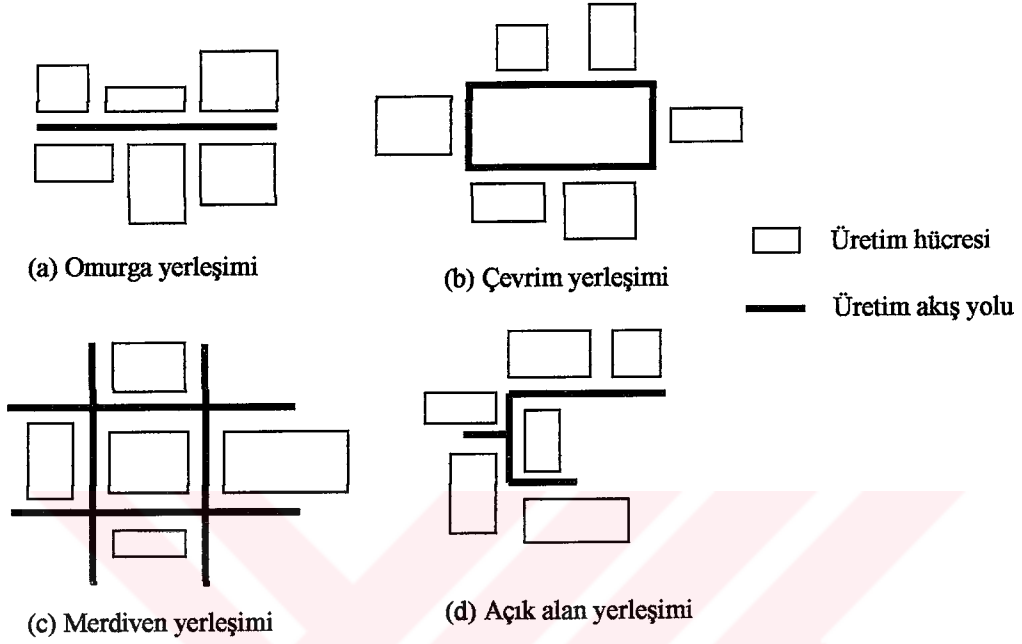 (a) Omurga yerleşimi
(b) Çevrim yerleşimi
Üretim hücresi
Üretim akış yolu
(c) Merdiven yerleşimi
(d) Açık alan yerleşimi